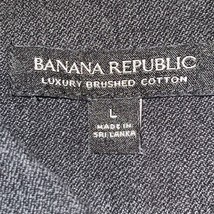 BANANA REPUBLIC
LUXURY BRUSHED COTTON
L
MADE IN
SRI LANKA